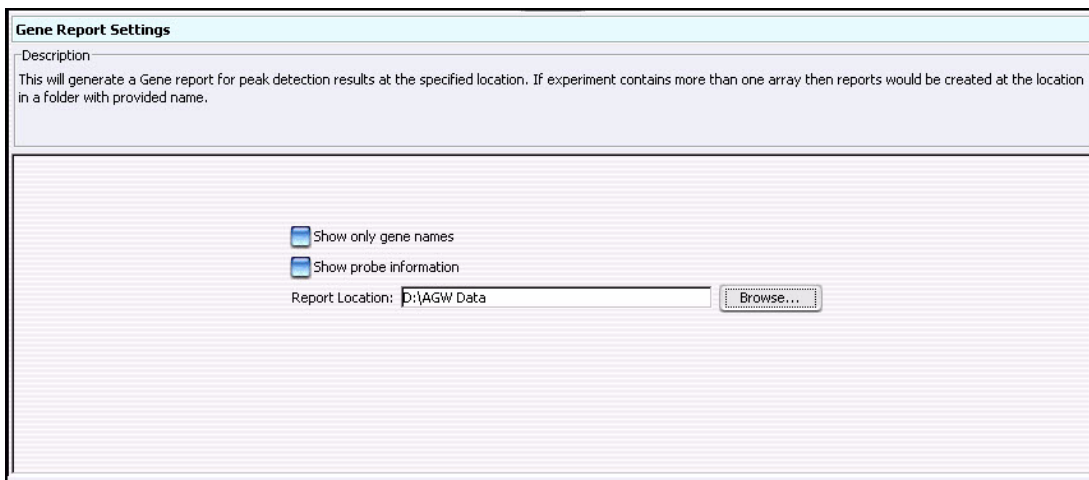 Gene Report Settings
Description
This will generate a Gene report for peak detection results at the specified location. If experiment contains more than one array then reports would be created at the location
in a folder with provided name.
Show only gene names
Show probe information
Report Location: D:\AGW Data Browse...